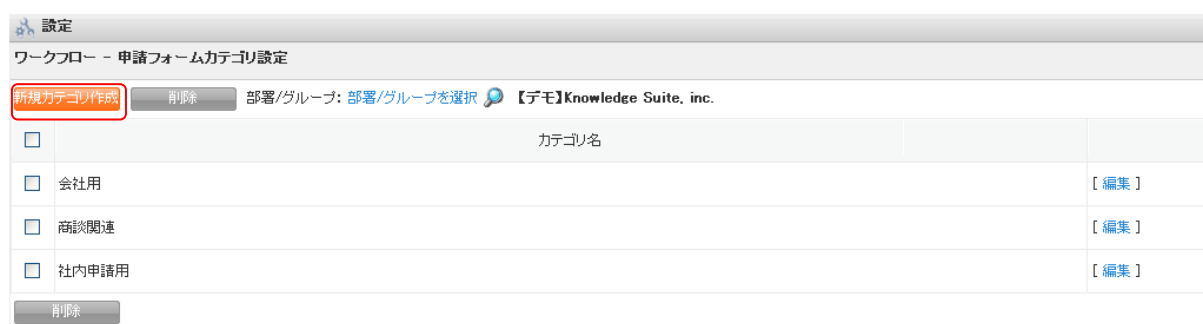 設定
ワークフロー - 申請フォームカテゴリ設定
新規カテゴリ作成 削除 部署/グループ: 部署/グループを選択 【デモ】Knowledge Suite, inc.
カテゴリ名
会社用 [ 編集 ]
商談関連 [ 編集 ]
社内申請用 [ 編集 ]
削除